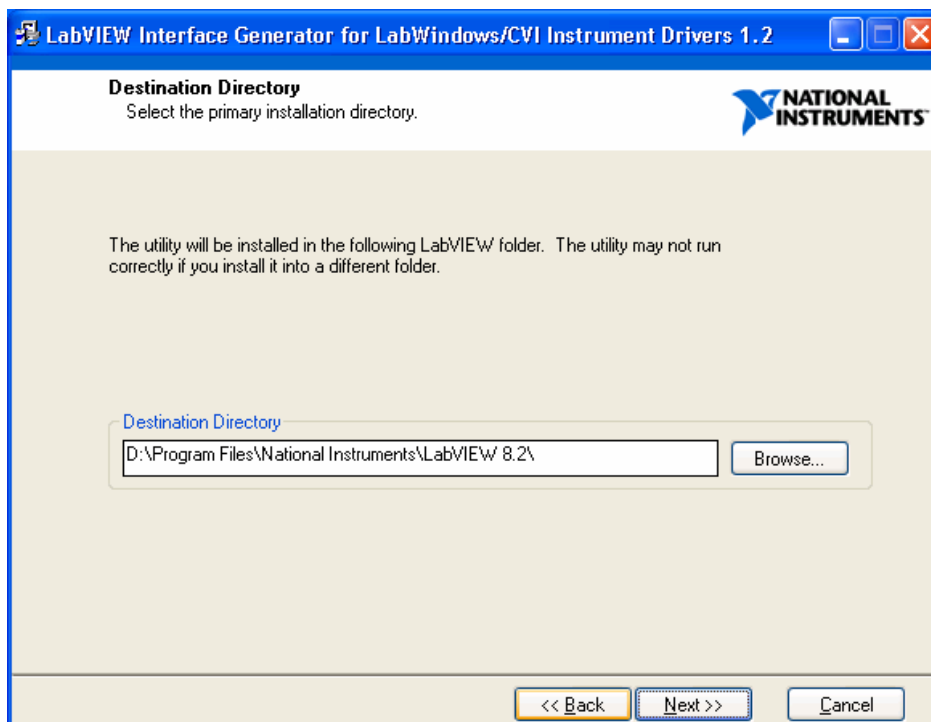 LabVIEW Interface Generator for LabWindows/CVI Instrument Drivers 1.2
Destination Directory
Select the primary installation directory.
NATIONAL
INSTRUMENTS
The utility will be installed in the following LabVIEW folder.  The utility may not run
correctly if you install it into a different folder.
Destination Directory
D:\Program Files\National Instruments\LabVIEW 8.2\
Browse...
<< Back
Next >>
Cancel